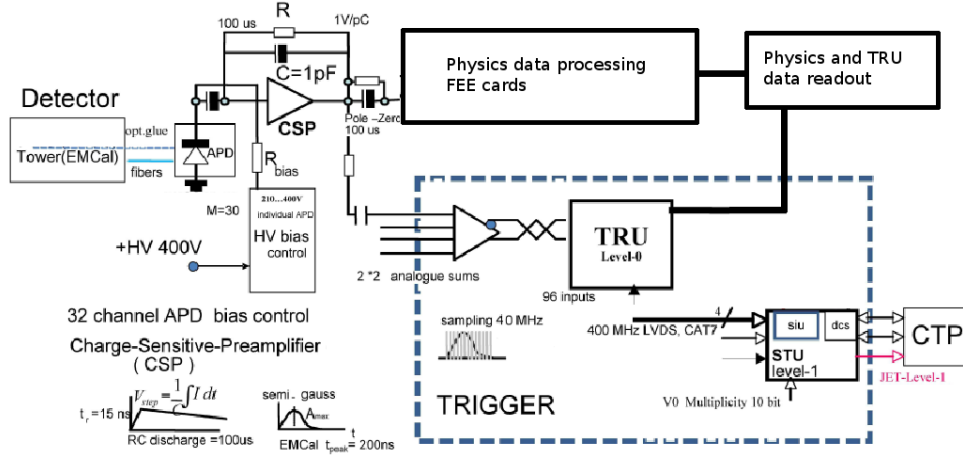 R
1V/pC
100 us
C=1pF
CSP
Pole –Zero
100 us
Physics data processing
FEE cards
Physics and TRU
data readout
Detector
Tower(EMCal)
opt.glue
fibers
APD
R bias
M=30
210...400V
individual APD
HV bias
control
+HV 400V
2 *2 analogue sums
TRU
Level-0
96 inputs
4
400 MHz LVDS, CAT7
sampling 40 MHz
siu
dcs
STU
level-1
CTP
JET-Level-1
V0 Multiplicity 10 bit
TRIGGER
32 channel APD bias control
Charge-Sensitive-Preamplifier
( CSP )
V step = 1/C ∫ I dt
t r = 15 ns
RC discharge =100us
semi. gauss
A max
t
EMCal t peak = 200ns